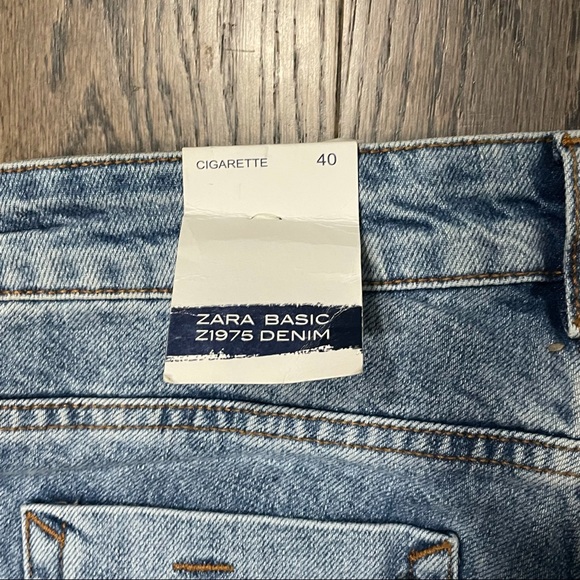 CIGARETTE 40
ZARA BASIC
Z1975 DENIM